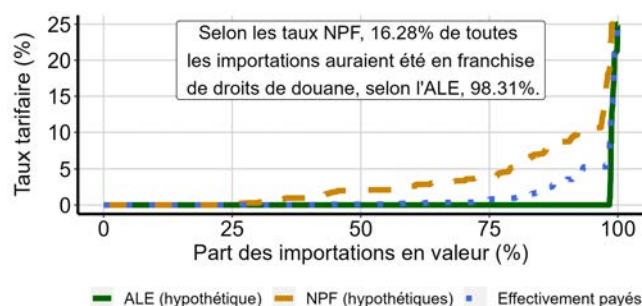 25
20
15
10
5
0
Taux tarifaire (%)
Selon les taux NPF, 16.28% de toutes
les importations auraient été en franchise
de droits de douane, selon l'ALE, 98.31%.
0 25 50 75 100
Part des importations en valeur (%)
ALE (hypothétique) NPF (hypothétiques) Effectivement payés